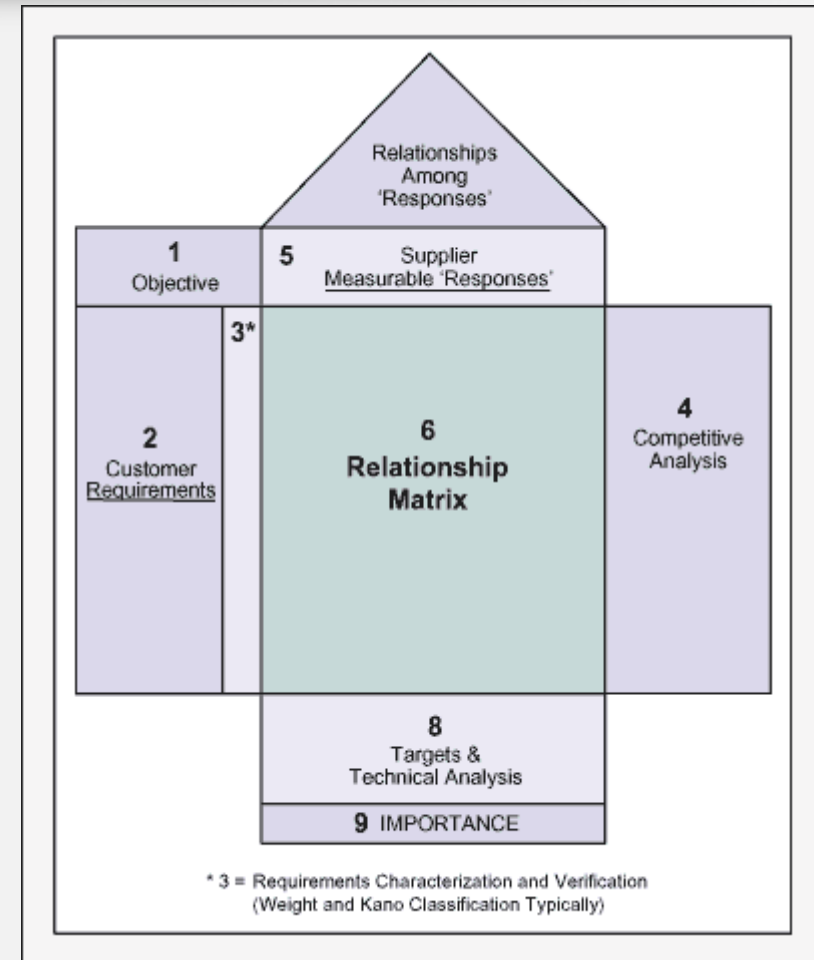 Relationships
Among
'Responses'
1
Objective
5
Supplier
Measurable 'Responses'
3*
2
Customer
Requirements
6
Relationship
Matrix
4
Competitive
Analysis
8
Targets &
Technical Analysis
9 IMPORTANCE
* 3 = Requirements Characterization and Verification
(Weight and Kano Classification Typically)